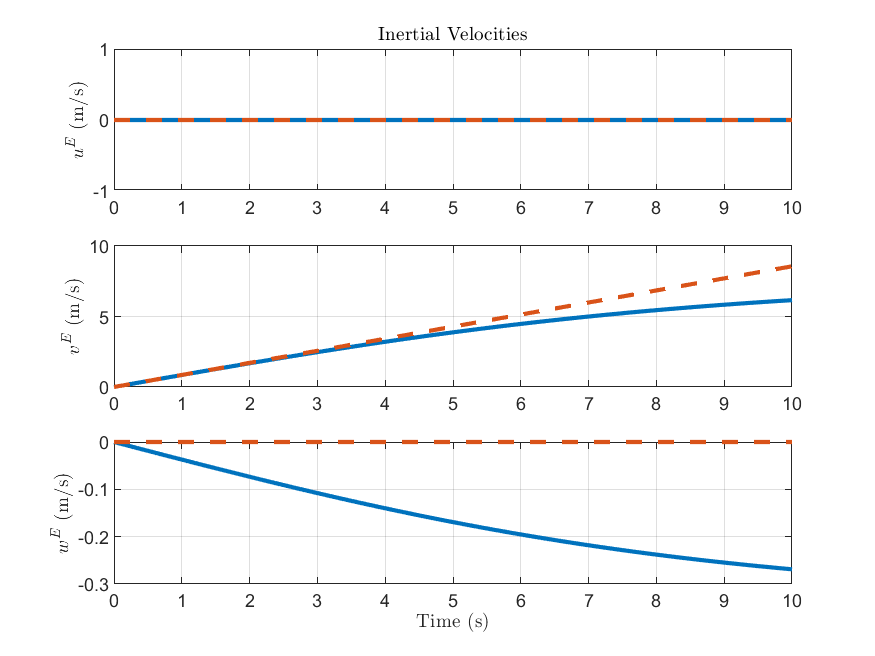 Inertial Velocities
u^E (m/s)
1
0
-1
0 1 2 3 4 5 6 7 8 9 10
v^E (m/s)
10
5
0
0 1 2 3 4 5 6 7 8 9 10
w^E (m/s)
0
-0.1
-0.2
-0.3
0 1 2 3 4 5 6 7 8 9 10
Time (s)